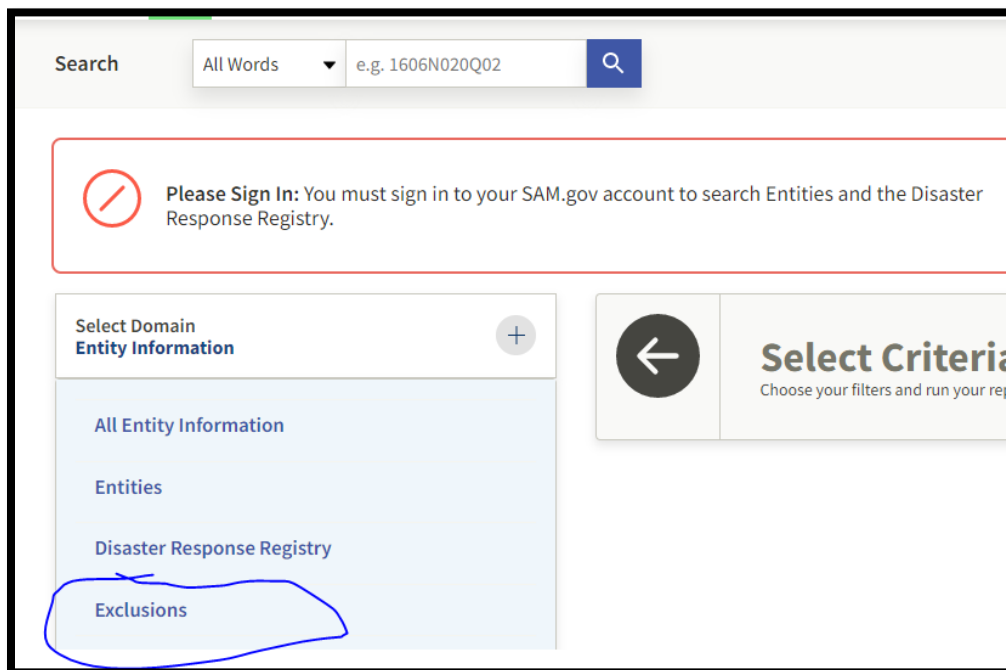 Search
All Words
e.g. 1606N020Q02
Please Sign In: You must sign in to your SAM.gov account to search Entities and the Disaster
Response Registry.
Select Domain
Entity Information
Select Criteria
Choose your filters and run your rep
All Entity Information
Entities
Disaster Response Registry
Exclusions